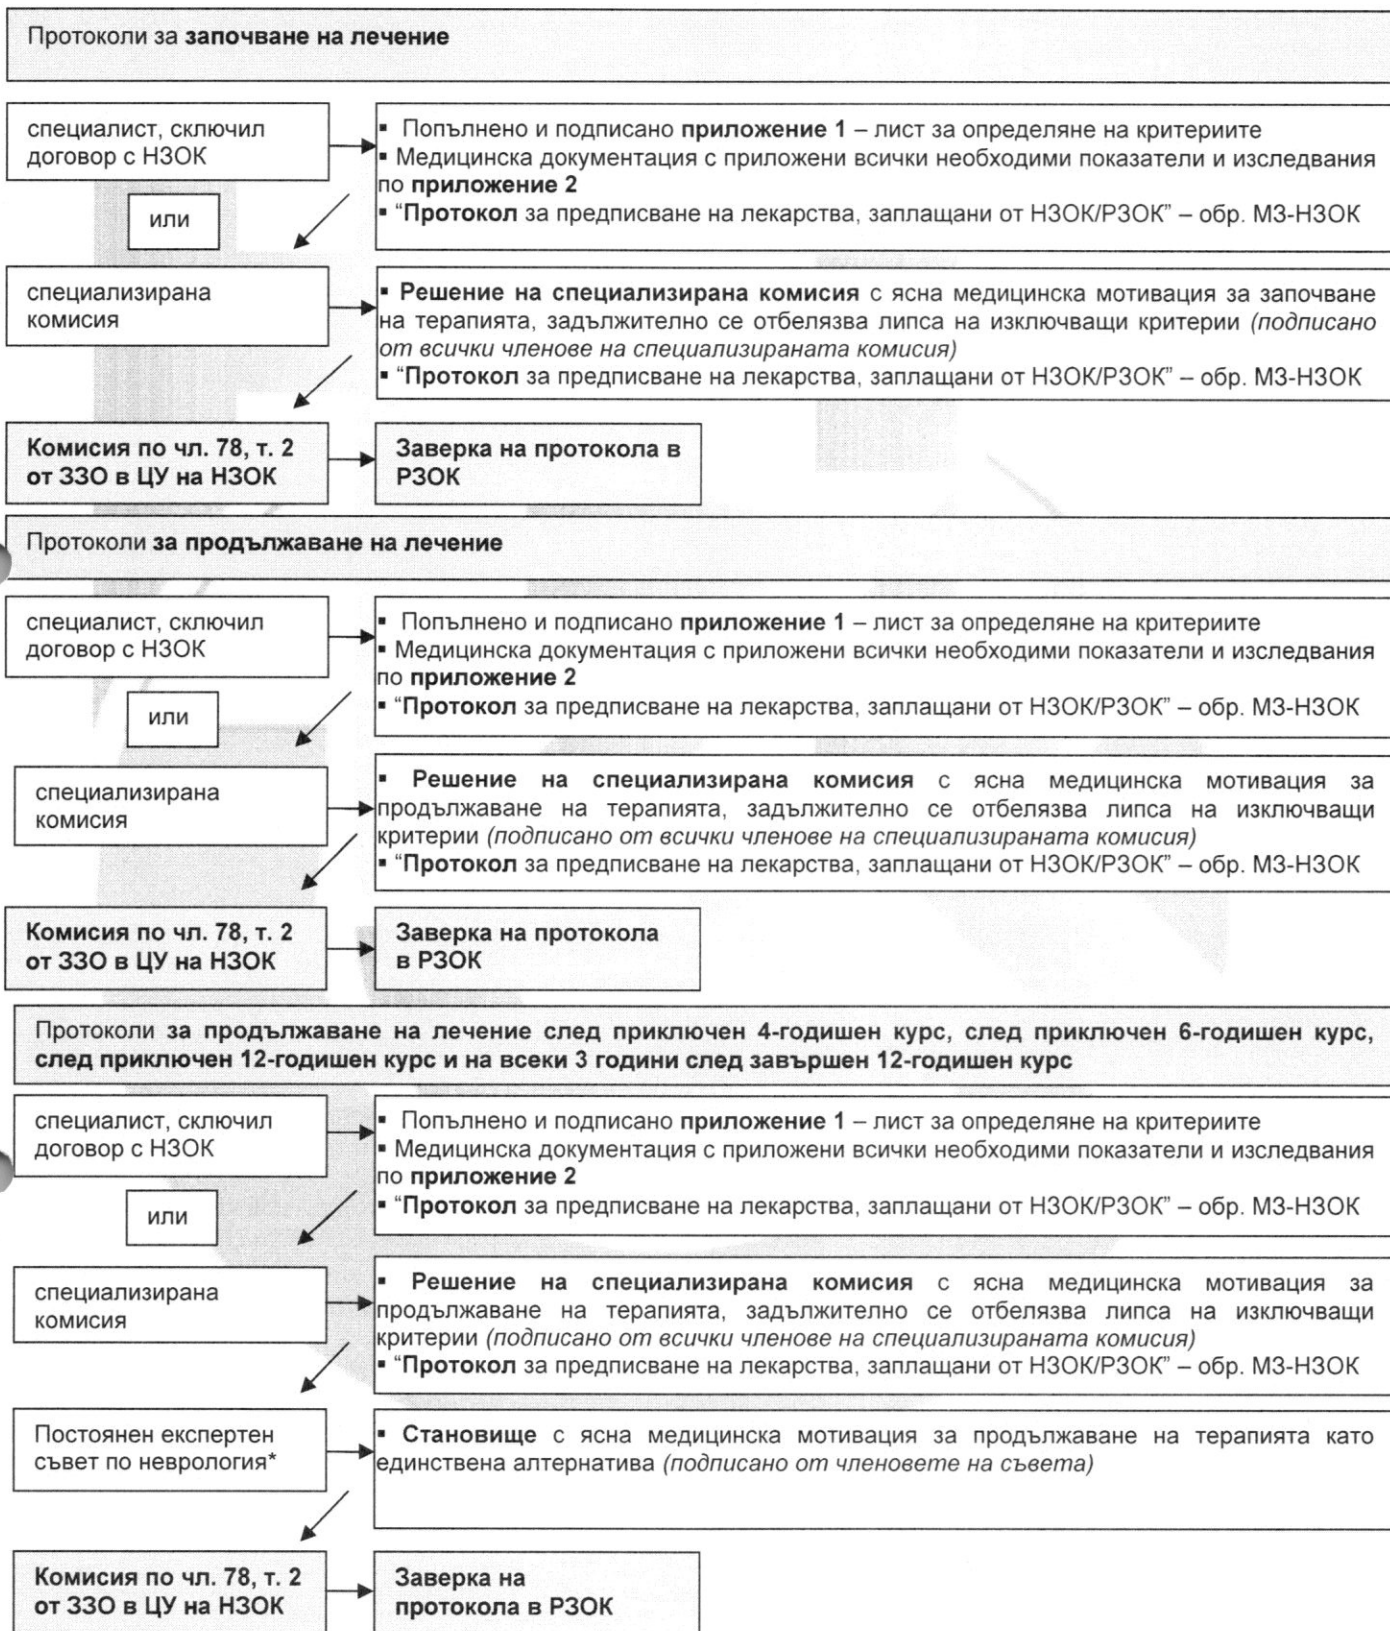 Протоколи за започване на лечение
специалист, сключил
договор с НЗОК
▪ Попълнено и подписано приложение 1 – лист за определяне на критериите
▪ Медицинска документация с приложени всички необходими показатели и изследвания
по приложение 2
▪ “Протокол за предписване на лекарства, заплащани от НЗОК/РЗОК” – обр. МЗ-НЗОК
или
специализирана
комисия
▪ Решение на специализирана комисия с ясна медицинска мотивация за започване
на терапията, задължително се отбелязва липса на изключващи критерии (подписано
от всички членове на специализираната комисия)
▪ “Протокол за предписване на лекарства, заплащани от НЗОК/РЗОК” – обр. МЗ-НЗОК
Комисия по чл. 78, т. 2
от ЗЗО в ЦУ на НЗОК
Заверка на протокола в
РЗОК
Протоколи за продължаване на лечение
специалист, сключил
договор с НЗОК
▪ Попълнено и подписано приложение 1 – лист за определяне на критериите
▪ Медицинска документация с приложени всички необходими показатели и изследвания
по приложение 2
▪ “Протокол за предписване на лекарства, заплащани от НЗОК/РЗОК” – обр. МЗ-НЗОК
или
специализирана
комисия
▪ Решение на специализирана комисия с ясна медицинска мотивация за
продължаване на терапията, задължително се отбелязва липса на изключващи
критерии (подписано от всички членове на специализираната комисия)
▪ “Протокол за предписване на лекарства, заплащани от НЗОК/РЗОК” – обр. МЗ-НЗОК
Комисия по чл. 78, т. 2
от ЗЗО в ЦУ на НЗОК
Заверка на протокола
в РЗОК
Протоколи за продължаване на лечение след приключен 4-годишен курс, след приключен 6-годишен курс,
след приключен 12-годишен курс и на всеки 3 години след завършен 12-годишен курс
специалист, сключил
договор с НЗОК
▪ Попълнено и подписано приложение 1 – лист за определяне на критериите
▪ Медицинска документация с приложени всички необходими показатели и изследвания
по приложение 2
▪ “Протокол за предписване на лекарства, заплащани от НЗОК/РЗОК” – обр. МЗ-НЗОК
или
специализирана
комисия
▪ Решение на специализирана комисия с ясна медицинска мотивация за
продължаване на терапията, задължително се отбелязва липса на изключващи
критерии (подписано от всички членове на специализираната комисия)
▪ “Протокол за предписване на лекарства, заплащани от НЗОК/РЗОК” – обр. МЗ-НЗОК
Постоянен експертен
съвет по неврология*
▪ Становище с ясна медицинска мотивация за продължаване на терапията като
единствена алтернатива (подписано от членовете на съвета)
Комисия по чл. 78, т. 2
от ЗЗО в ЦУ на НЗОК
Заверка на
протокола в РЗОК